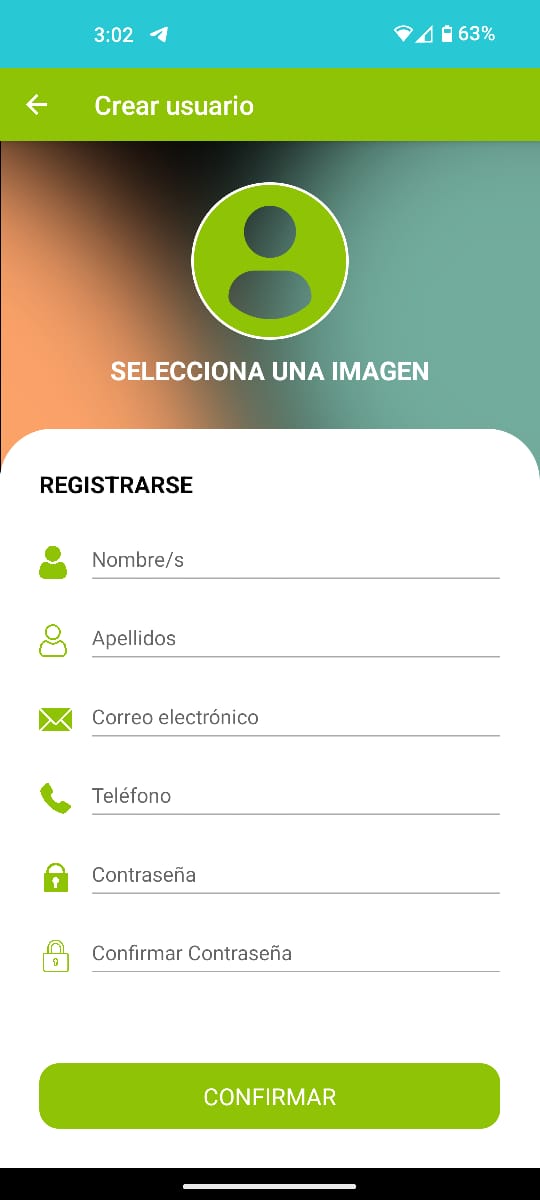 3:02 63%
Crear usuario
SELECCIONA UNA IMAGEN
REGISTRARSE
Nombre/s
Apellidos
Correo electrónico
Teléfono
Contraseña
Confirmar Contraseña
CONFIRMAR